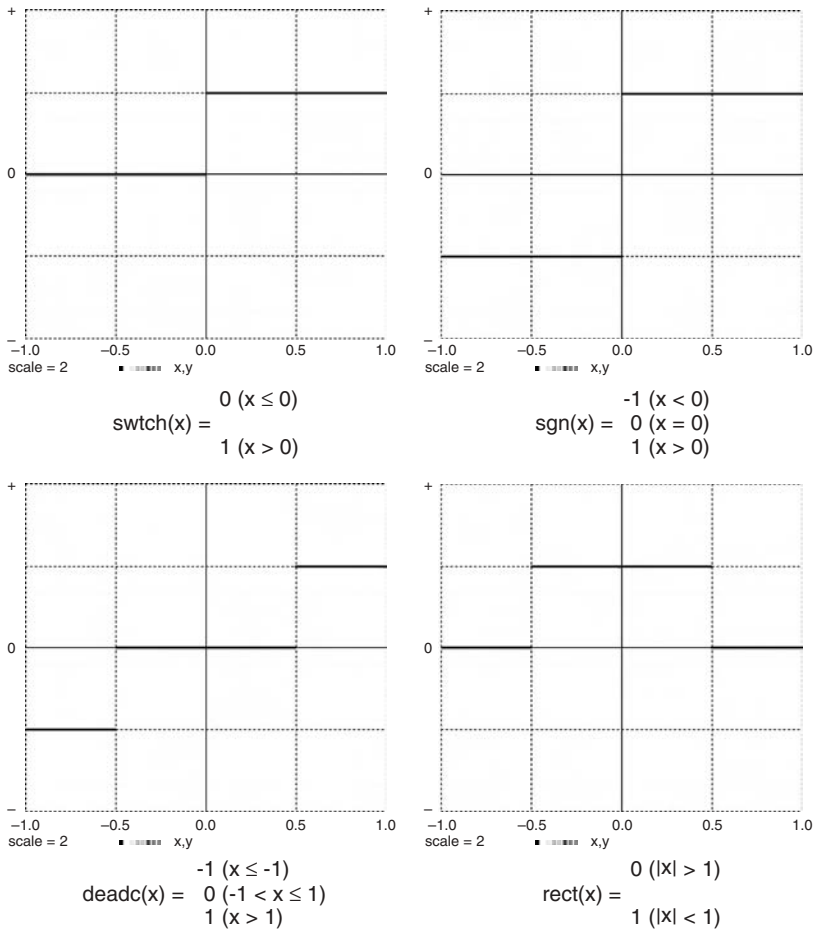 +
+
0
0
–
–
–1.0 –0.5 0.0 0.5 1.0
scale = 2 x,y
–1.0 –0.5 0.0 0.5 1.0
scale = 2 x,y
0 (x ≤ 0)
swtch(x) =
1 (x > 0)
-1 (x < 0)
sgn(x) = 0 (x = 0)
1 (x > 0)
+
+
0
0
–
–
–1.0 –0.5 0.0 0.5 1.0
scale = 2 x,y
–1.0 –0.5 0.0 0.5 1.0
scale = 2 x,y
-1 (x ≤ -1)
deadc(x) = 0 (-1 < x ≤ 1)
1 (x > 1)
0 (|x| > 1)
rect(x) =
1 (|x| < 1)